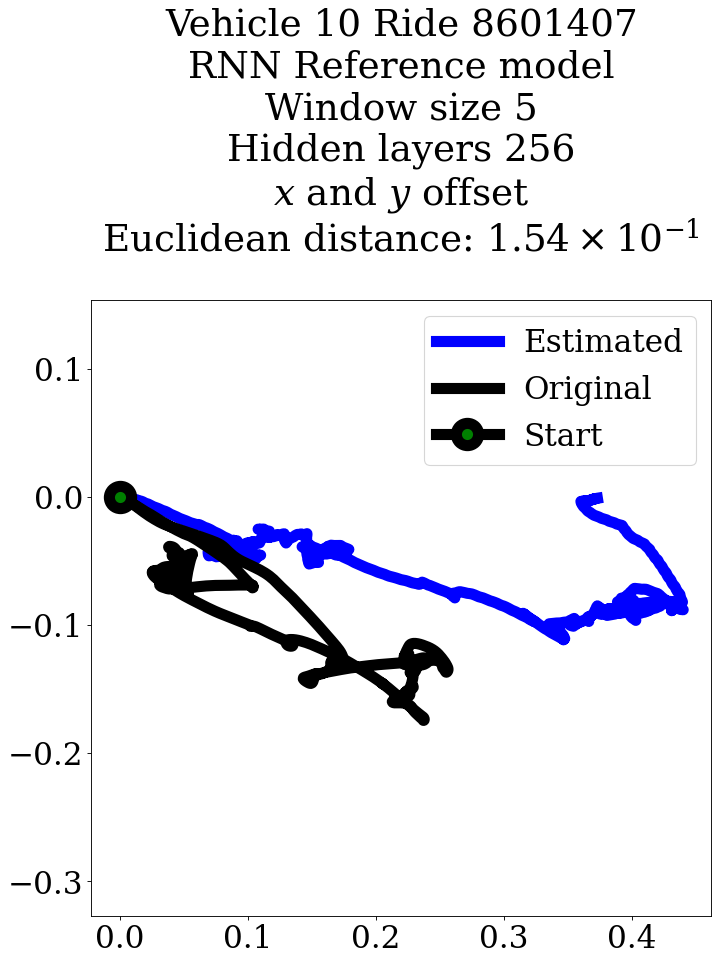 Vehicle 10 Ride 8601407
RNN Reference model
Window size 5
Hidden layers 256
x and y offset
Euclidean distance: 1.54 × 10⁻¹
Estimated
Original
Start
0.1
0.0
−0.1
−0.2
−0.3
0.0 0.1 0.2 0.3 0.4